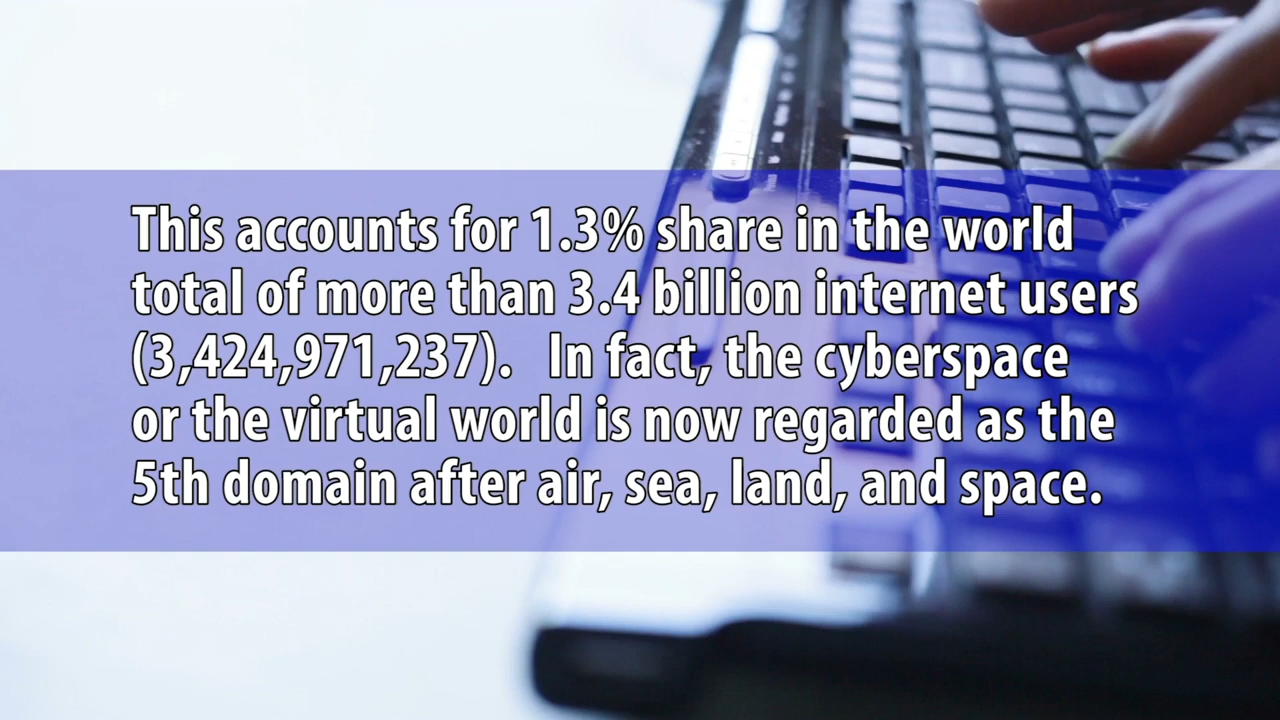 This accounts for 1.3% share in the world
total of more than 3.4 billion internet users
(3,424,971,237).   In fact, the cyberspace
or the virtual world is now regarded as the
5th domain after air, sea, land, and space.